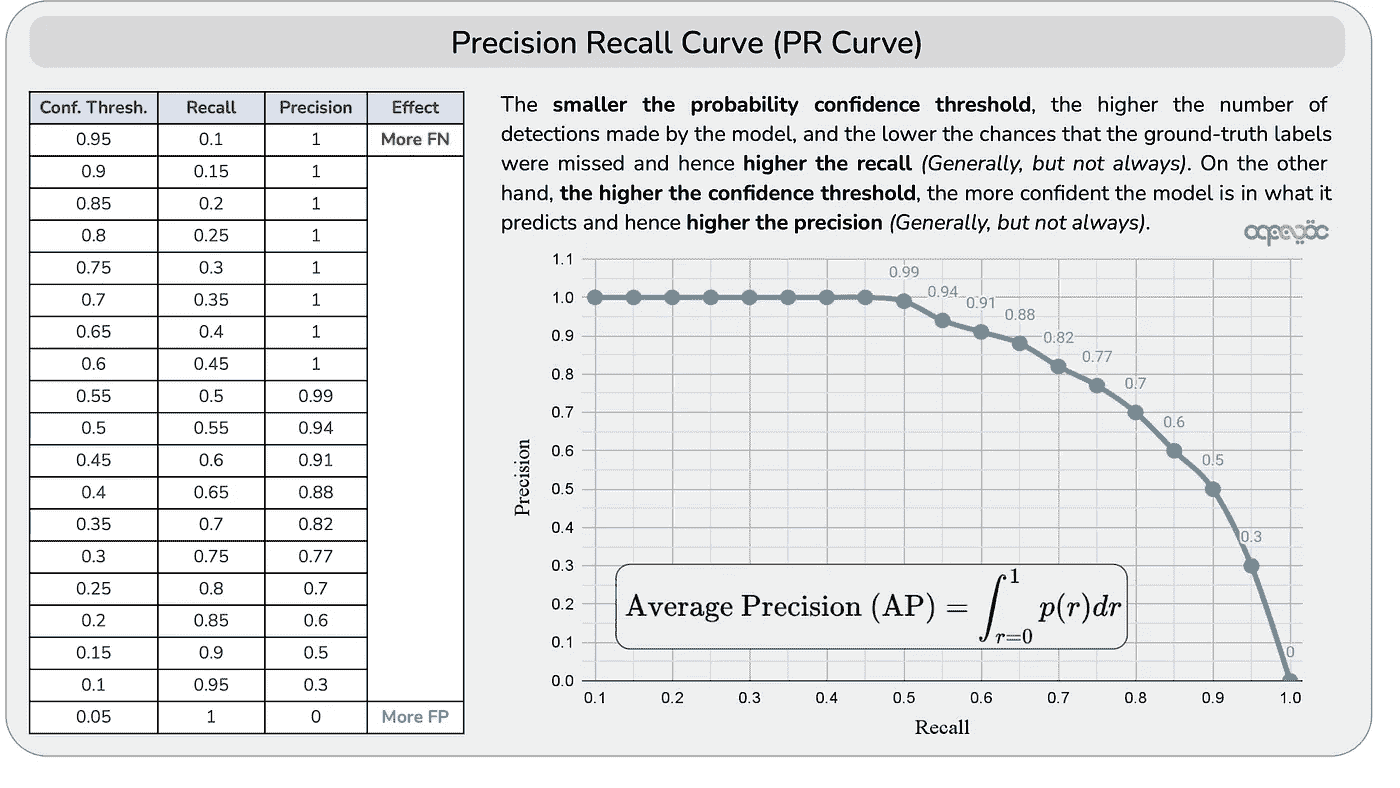 Precision Recall Curve (PR Curve)
Conf. Thresh. Recall Precision Effect
0.95 0.1 1 More FN
0.9 0.15 1
0.85 0.2 1
0.8 0.25 1
0.75 0.3 1
0.7 0.35 1
0.65 0.4 1
0.6 0.45 1
0.55 0.5 0.99
0.5 0.55 0.94
0.45 0.6 0.91
0.4 0.65 0.88
0.35 0.7 0.82
0.3 0.75 0.77
0.25 0.8 0.7
0.2 0.85 0.6
0.15 0.9 0.5
0.1 0.95 0.3
0.05 1 0 More FP
The smaller the probability confidence threshold, the higher the number of
detections made by the model, and the lower the chances that the ground-truth labels
were missed and hence higher the recall (Generally, but not always). On the other
hand, the higher the confidence threshold, the more confident the model is in what it
predicts and hence higher the precision (Generally, but not always).
1.1
1.0
0.9
0.8
0.7
0.6
0.5
0.4
0.3
0.2
0.1
0.0
Precision
0.99
0.94
0.91
0.88
0.82
0.77
0.7
0.6
0.5
0.3
0
Average Precision (AP) = ∫_{r=0}^{1} p(r)dr
0.1 0.2 0.3 0.4 0.5 0.6 0.7 0.8 0.9 1.0
Recall